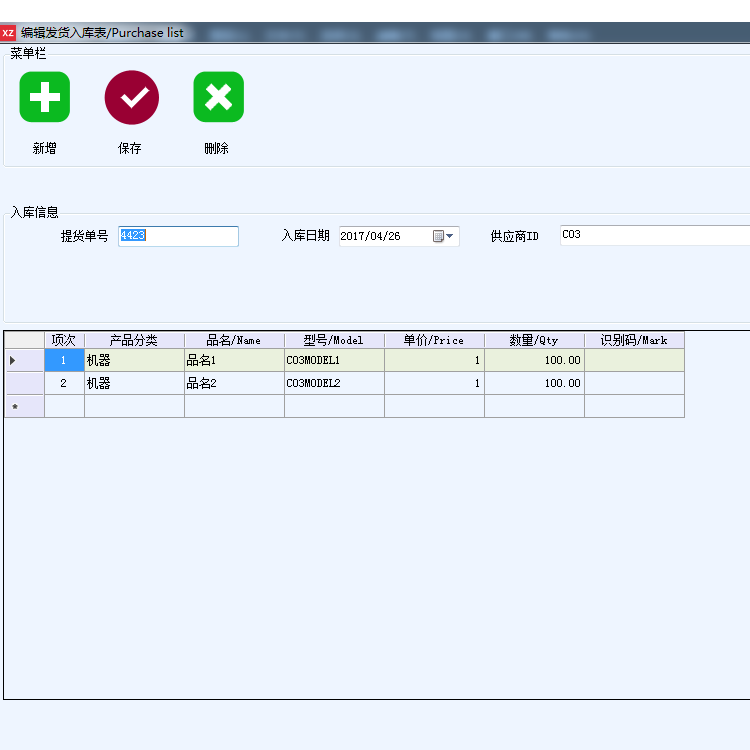 XZ 编辑发货入库表/Purchase list
菜单栏
新增 保存 删除
入库信息
提货单号 4423 入库日期 2017/04/26 供应商ID C03
项次 产品分类 品名/Name 型号/Model 单价/Price 数量/Qty 识别码/Mark
1 机器 品名1 C03MODEL1 1 100.00
2 机器 品名2 C03MODEL2 1 100.00
*